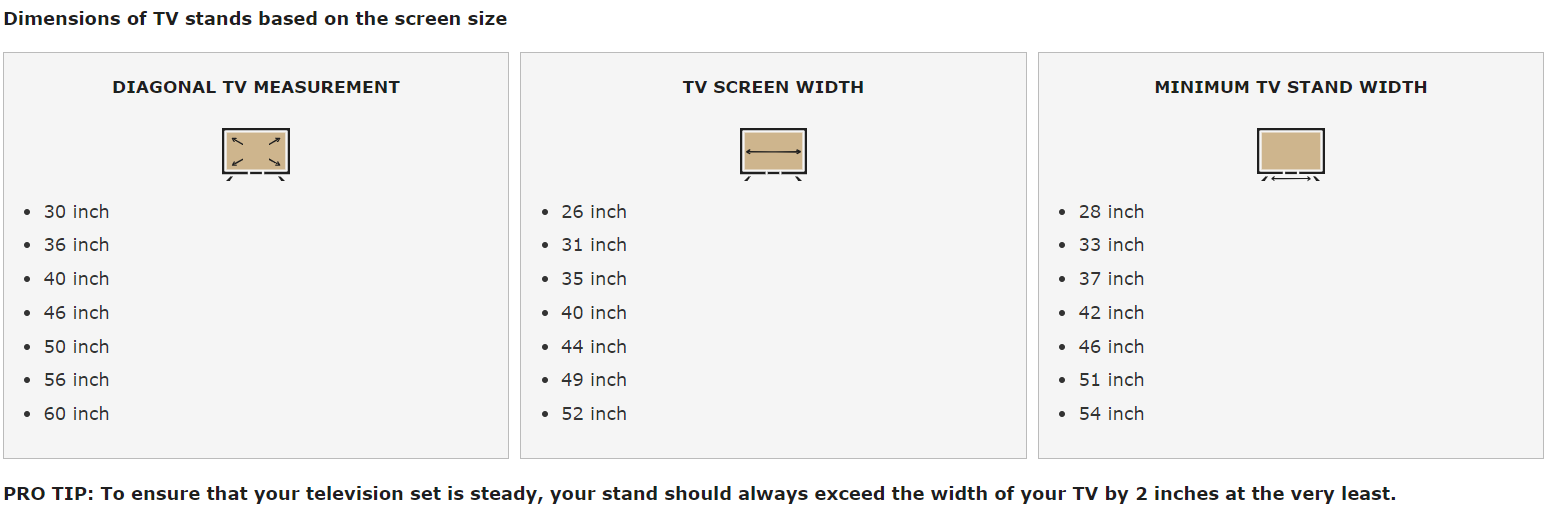 Dimensions of TV stands based on the screen size
DIAGONAL TV MEASUREMENT
30 inch
36 inch
40 inch
46 inch
50 inch
56 inch
60 inch
TV SCREEN WIDTH
26 inch
31 inch
35 inch
40 inch
44 inch
49 inch
52 inch
MINIMUM TV STAND WIDTH
28 inch
33 inch
37 inch
42 inch
46 inch
51 inch
54 inch
PRO TIP: To ensure that your television set is steady, your stand should always exceed the width of your TV by 2 inches at the very least.